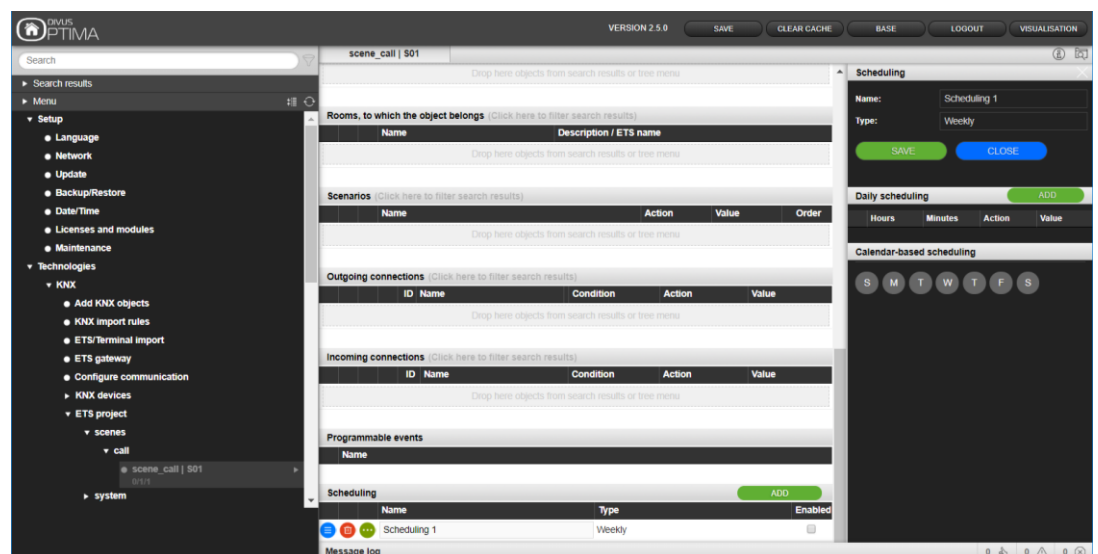 DIVUS
OPTIMA
VERSION 2.5.0
SAVE
CLEAR CACHE
BASE
LOGOUT
VISUALISATION
Search
Search results
Menu
Setup
Language
Network
Update
Backup/Restore
Date/Time
Licenses and modules
Maintenance
Technologies
KNX
Add KNX objects
KNX import rules
ETS/Terminal import
ETS gateway
Configure communication
KNX devices
ETS project
scenes
call
scene_call | S01
0/1/1
system
scene_call | S01
Drop here objects from search results or tree menu
Rooms, to which the object belongs (Click here to filter search results)
Name Description / ETS name
Drop here objects from search results or tree menu
Scenarios (Click here to filter search results)
Name Action Value Order
Drop here objects from search results or tree menu
Outgoing connections (Click here to filter search results)
ID Name Condition Action Value
Drop here objects from search results or tree menu
Incoming connections (Click here to filter search results)
ID Name Condition Action Value
Drop here objects from search results or tree menu
Programmable events
Name
Scheduling ADD
Name Type Enabled
Scheduling 1 Weekly
Message log
0 0 0
Scheduling
Name: Scheduling 1
Type: Weekly
SAVE CLOSE
Daily scheduling ADD
Hours Minutes Action Value
Calendar-based scheduling
S M T W T F S